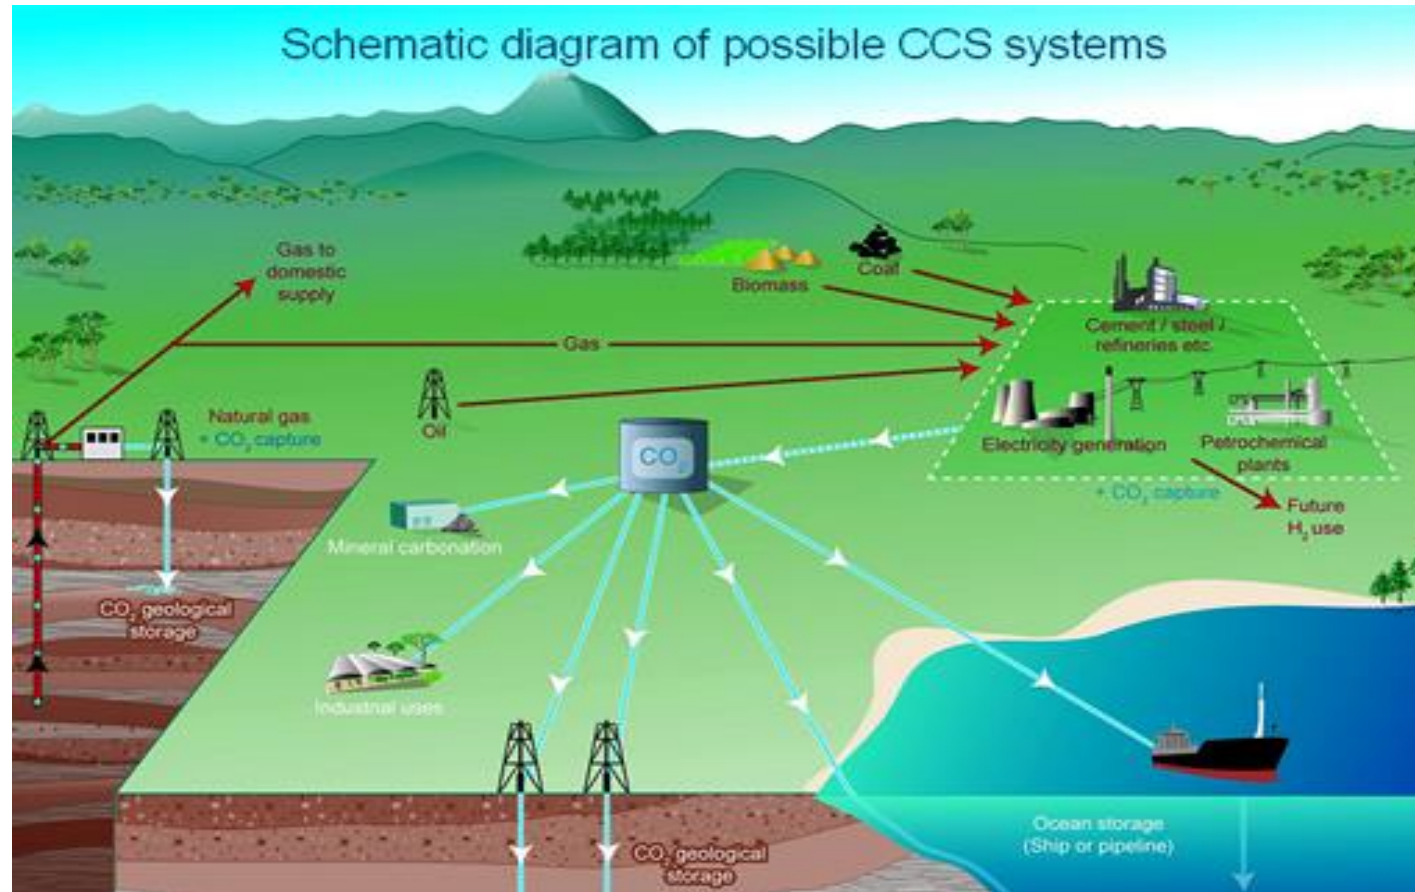 Schematic diagram of possible CCS systems
Gas to
domestic
supply
Coal
Biomass
Gas
Cement / steel /
refineries etc.
Oil
Natural gas
+ CO₂ capture
Electricity generation
Petrochemical
plants
CO₂
+ CO₂ capture
Future
H₂ use
Mineral carbonation
CO₂ geological
storage
Industrial uses
Ocean storage
(Ship or pipeline)
CO₂ geological
storage